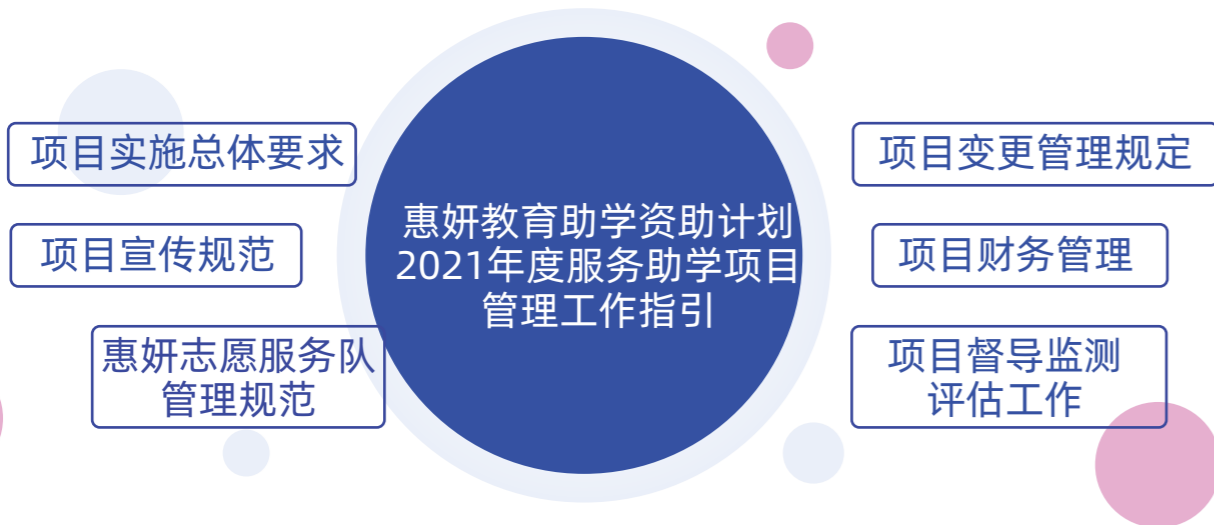 项目实施总体要求
项目宣传规范
惠妍志愿服务队
管理规范
惠妍教育助学资助计划
2021年度服务助学项目
管理工作指引
项目变更管理规定
项目财务管理
项目督导监测
评估工作